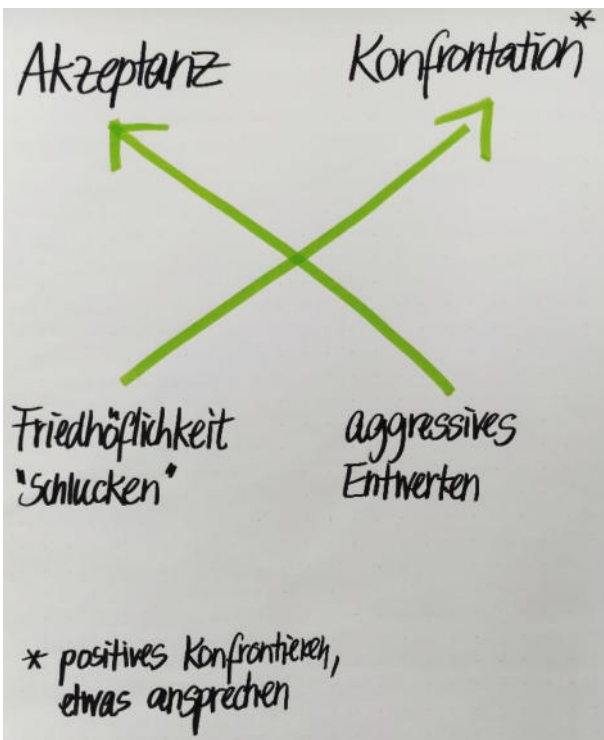 Akzeptanz
Konfrontation*
Friedhöflichkeit
"Schlucken"
aggressives
Entwerten
* positives Konfrontieren,
etwas ansprechen